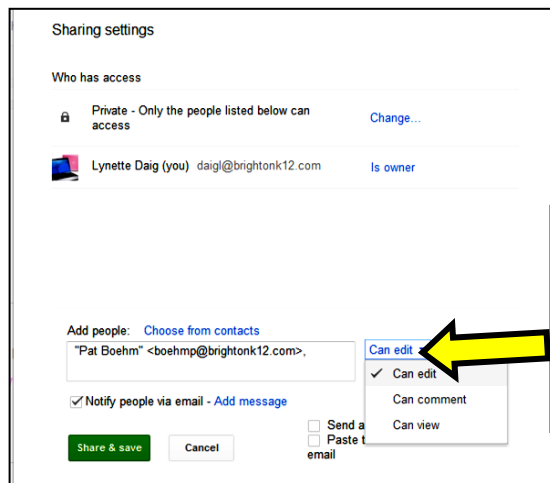 Sharing settings
Who has access
Private - Only the people listed below can
access
Change...
Lynette Daig (you) daigl@brightonk12.com
Is owner
Add people: Choose from contacts
"Pat Boehm" <boehmp@brightonk12.com>,
Can edit
Can edit
Can comment
Can view
Notify people via email - Add message
Send a
Paste t
email
Share & save
Cancel